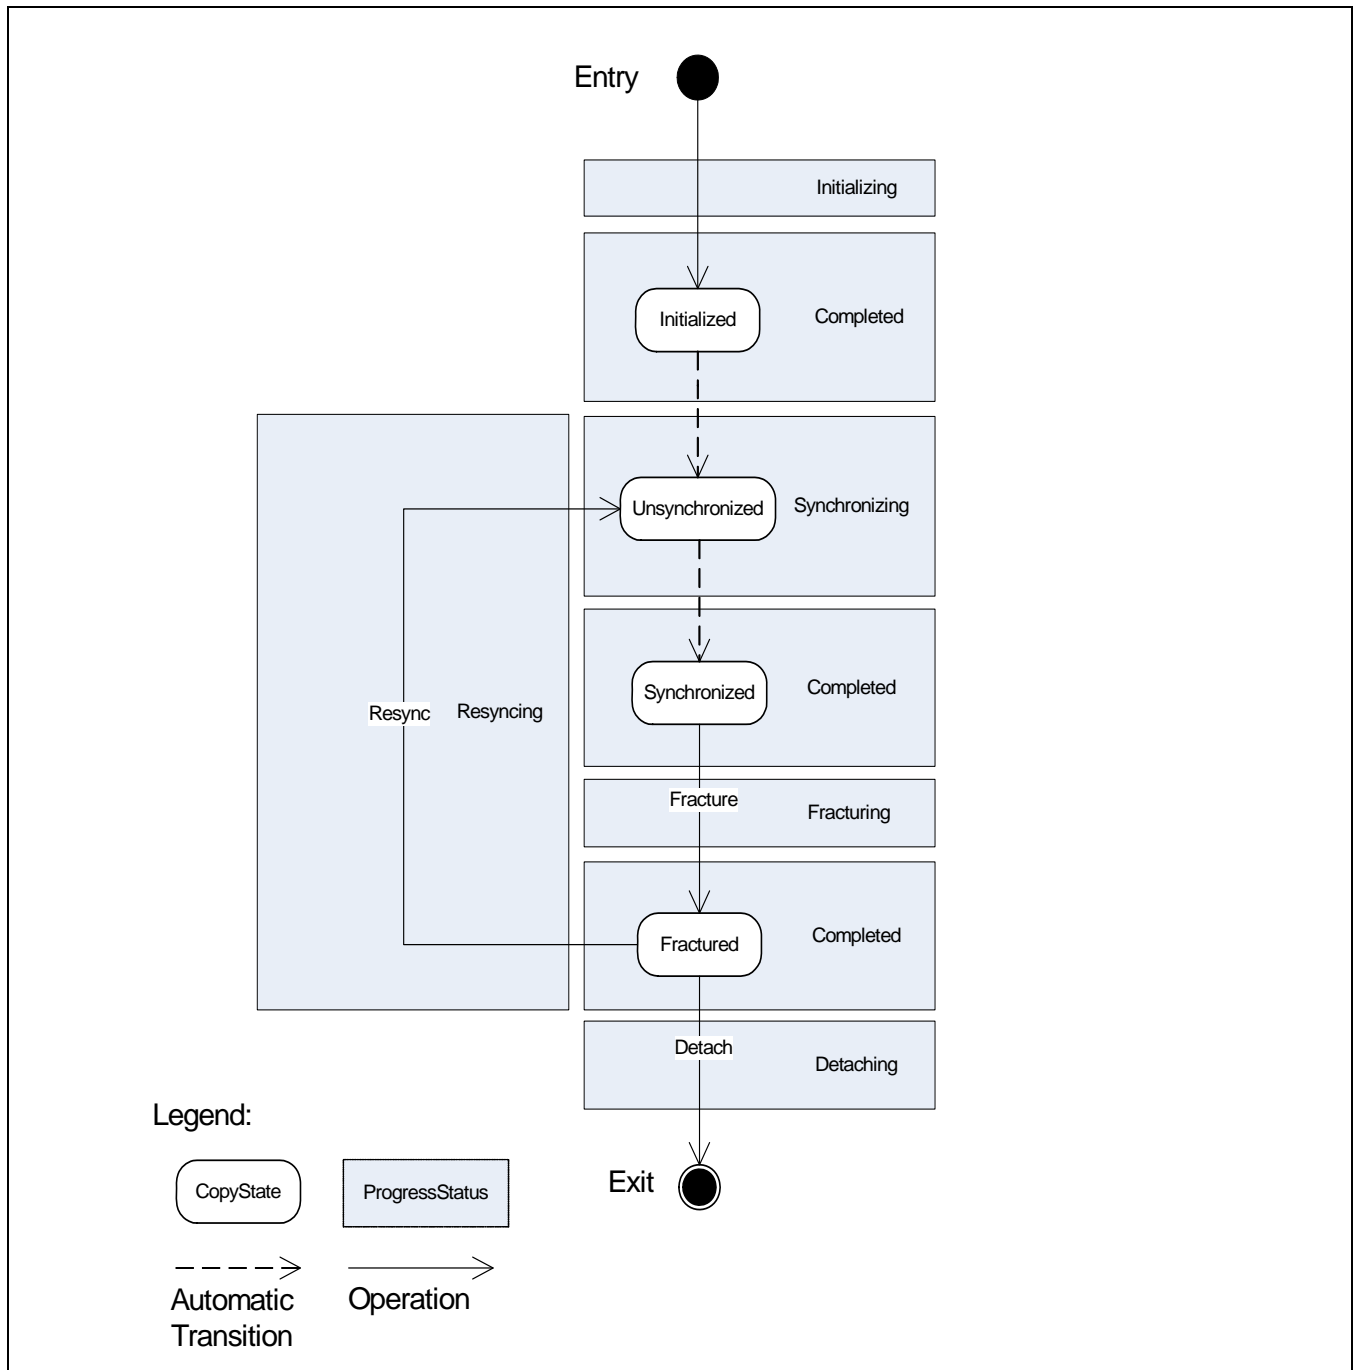 Entry
Initializing
Initialized
Completed
Unsynchronized
Synchronizing
Synchronized
Completed
Resync
Resyncing
Fracture
Fracturing
Fractured
Completed
Detach
Detaching
Legend:
Exit
CopyState
ProgressStatus
Automatic
Transition
Operation